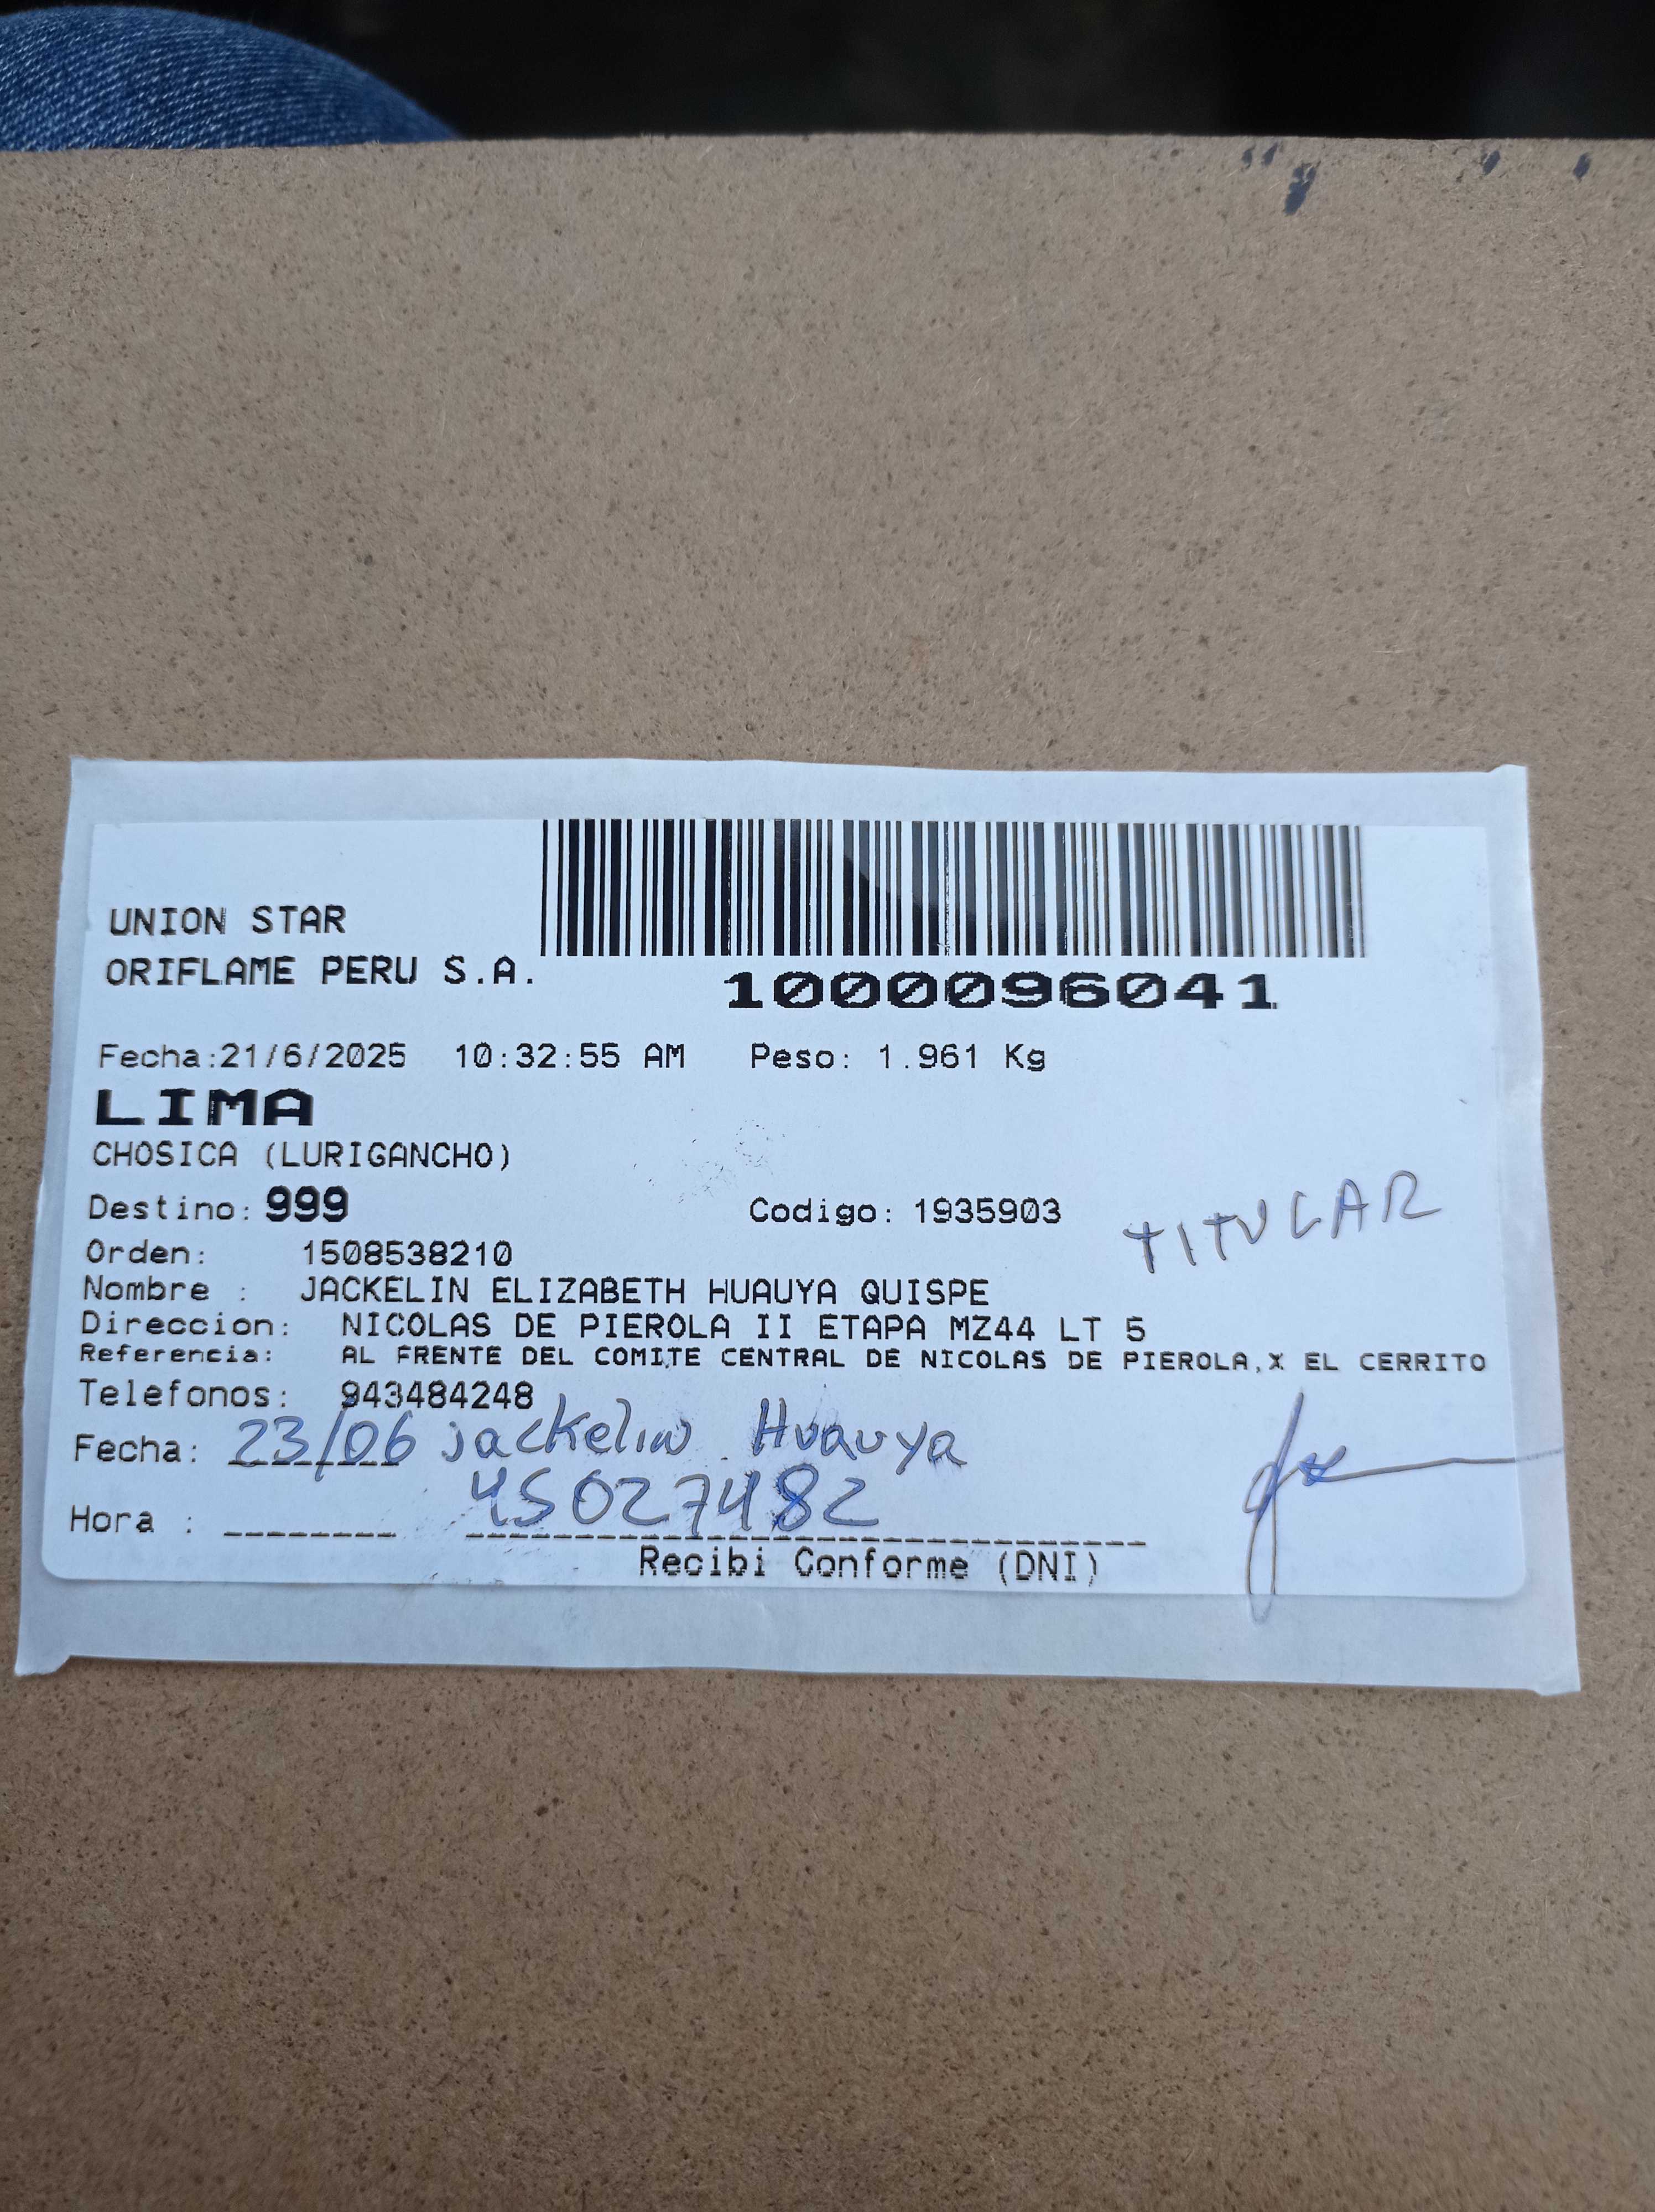 UNION STAR
ORIFLAME PERU S.A.
1000096041
Fecha:21/6/2025 10:32:55 AM Peso: 1.961 Kg
LIMA
CHOSICA (LURIGANCHO)
Destino: 999 Codigo: 1935903 TITULAR
Orden: 1508538210
Nombre : JACKELIN ELIZABETH HUAUYA QUISPE
Direccion: NICOLAS DE PIEROLA II ETAPA MZ44 LT 5
Referencia: AL FRENTE DEL COMITE CENTRAL DE NICOLAS DE PIEROLA,X EL CERRITO
Telefonos: 943484248
Fecha: 23/06 jackelin Huauya
Hora : 45027482
Recibi Conforme (DNI)